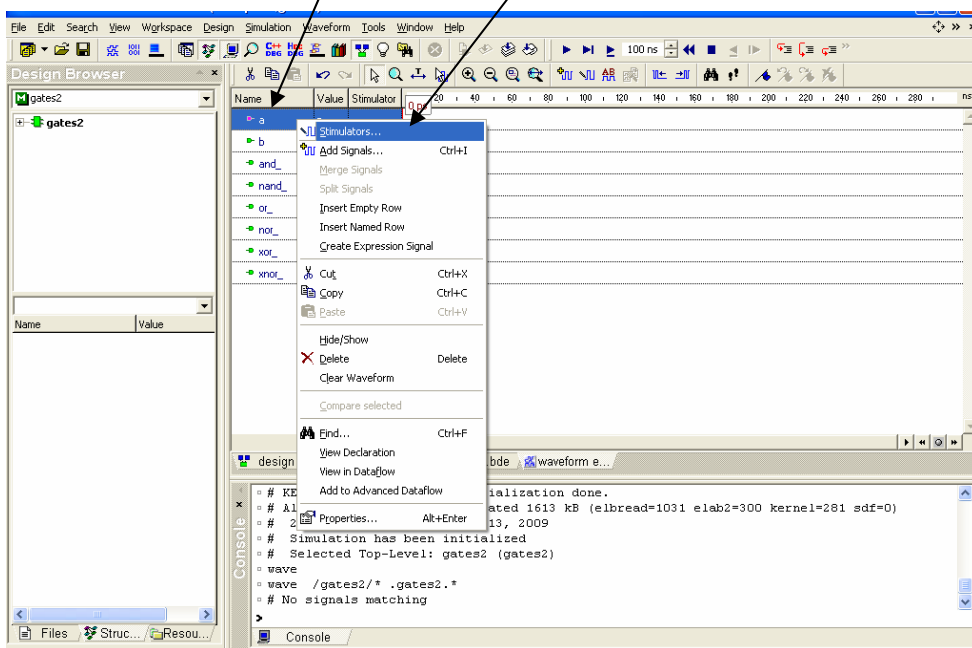 File Edit Search View Workspace Design Simulation Waveform Tools Window Help
100 ns
Design Browser
gates2
gates2
Name Value
Files Struc... Resou...
Name Value Stimulator 20 40 60 80 100 120 140 160 180 200 220 240 260 280 ns
0 ps
a
b
and_
nand_
or_
nor_
xor_
xnor_
Stimulators...
Add Signals... Ctrl+I
Merge Signals
Split Signals
Insert Empty Row
Insert Named Row
Create Expression Signal
Cut Ctrl+X
Copy Ctrl+C
Paste Ctrl+V
Hide/Show
Delete Delete
Clear Waveform
Compare selected
Find... Ctrl+F
View Declaration
View in Dataflow
Add to Advanced Dataflow
Properties... Alt+Enter
design .bde waveform e...
Console
# KE ialization done.
# Al ated 1613 kB (elbread=1031 elab2=300 kernel=281 sdf=0)
# 2 13, 2009
# Simulation has been initialized
# Selected Top-Level: gates2 (gates2)
wave
wave /gates2/* .gates2.*
# No signals matching
>
Console